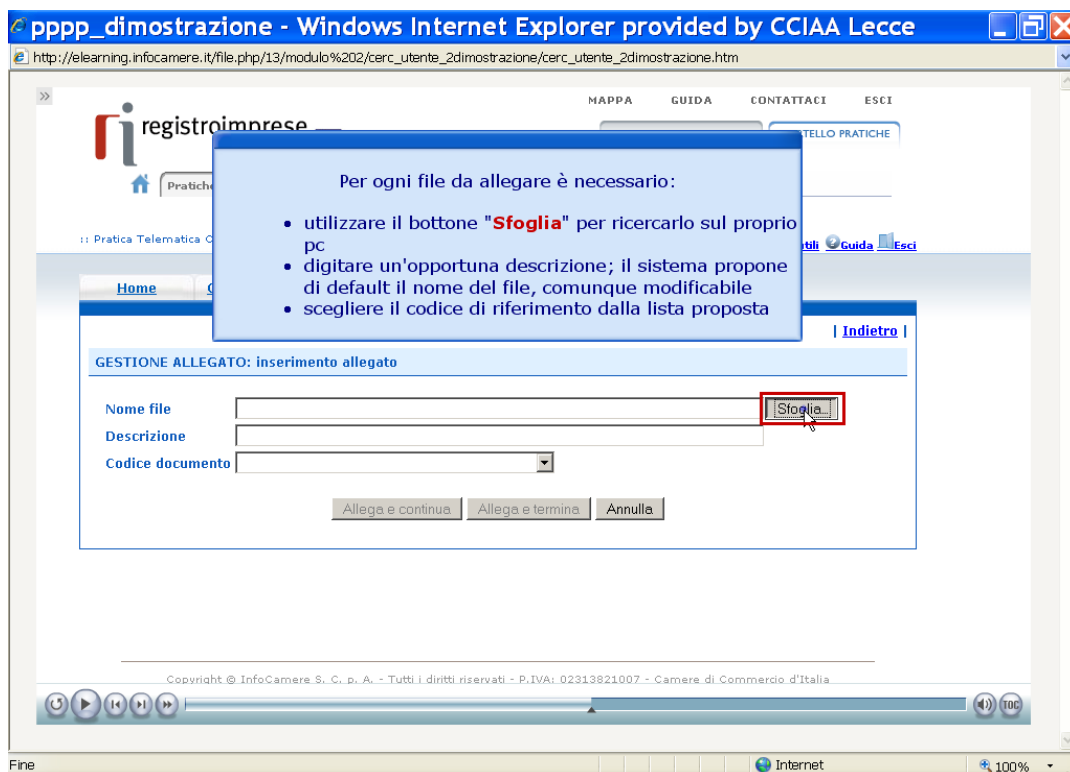 pppp_dimostrazione - Windows Internet Explorer provided by CCIAA Lecce
http://elearning.infocamere.it/file.php/13/modulo%202/cerc_utente_2dimostrazione/cerc_utente_2dimostrazione.htm
MAPPA GUIDA CONTATTACI ESCI
registroimprese
TELLO PRATICHE
Pratiche
Per ogni file da allegare è necessario:
• utilizzare il bottone "Sfoglia" per ricercarlo sul proprio
pc
• digitare un'opportuna descrizione; il sistema propone
di default il nome del file, comunque modificabile
• scegliere il codice di riferimento dalla lista proposta
:: Pratica Telematica
Guida Esci
Home
| Indietro |
GESTIONE ALLEGATO: inserimento allegato
Nome file
Sfoglia...
Descrizione
Codice documento
Allega e continua Allega e termina Annulla
Copyright © InfoCamere S. C. p. A. - Tutti i diritti riservati - P.IVA: 02313821007 - Camere di Commercio d'Italia
TOC
Fine Internet 100%